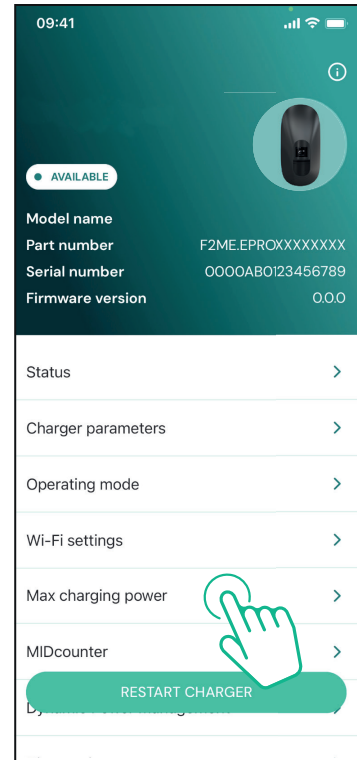 09:41
AVAILABLE
Model name
Part number F2ME.EPROXXXXXXXX
Serial number 0000AB0123456789
Firmware version 0.0.0
Status
Charger parameters
Operating mode
Wi-Fi settings
Max charging power
MIDcounter
RESTART CHARGER